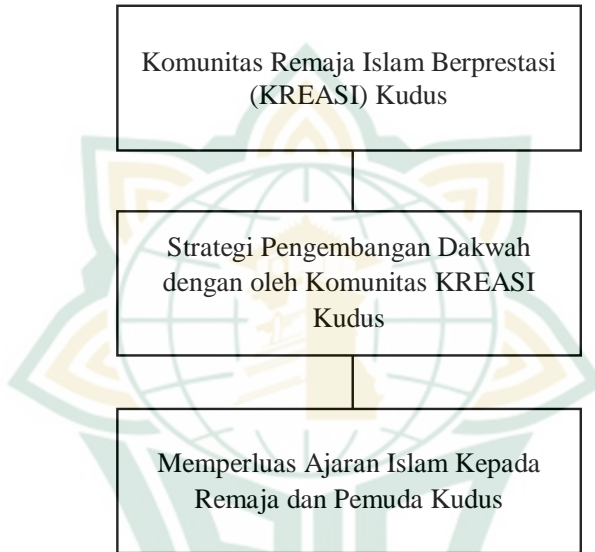 Komunitas Remaja Islam Berprestasi
(KREASI) Kudus
Strategi Pengembangan Dakwah
dengan oleh Komunitas KREASI
Kudus
Memperluas Ajaran Islam Kepada
Remaja dan Pemuda Kudus